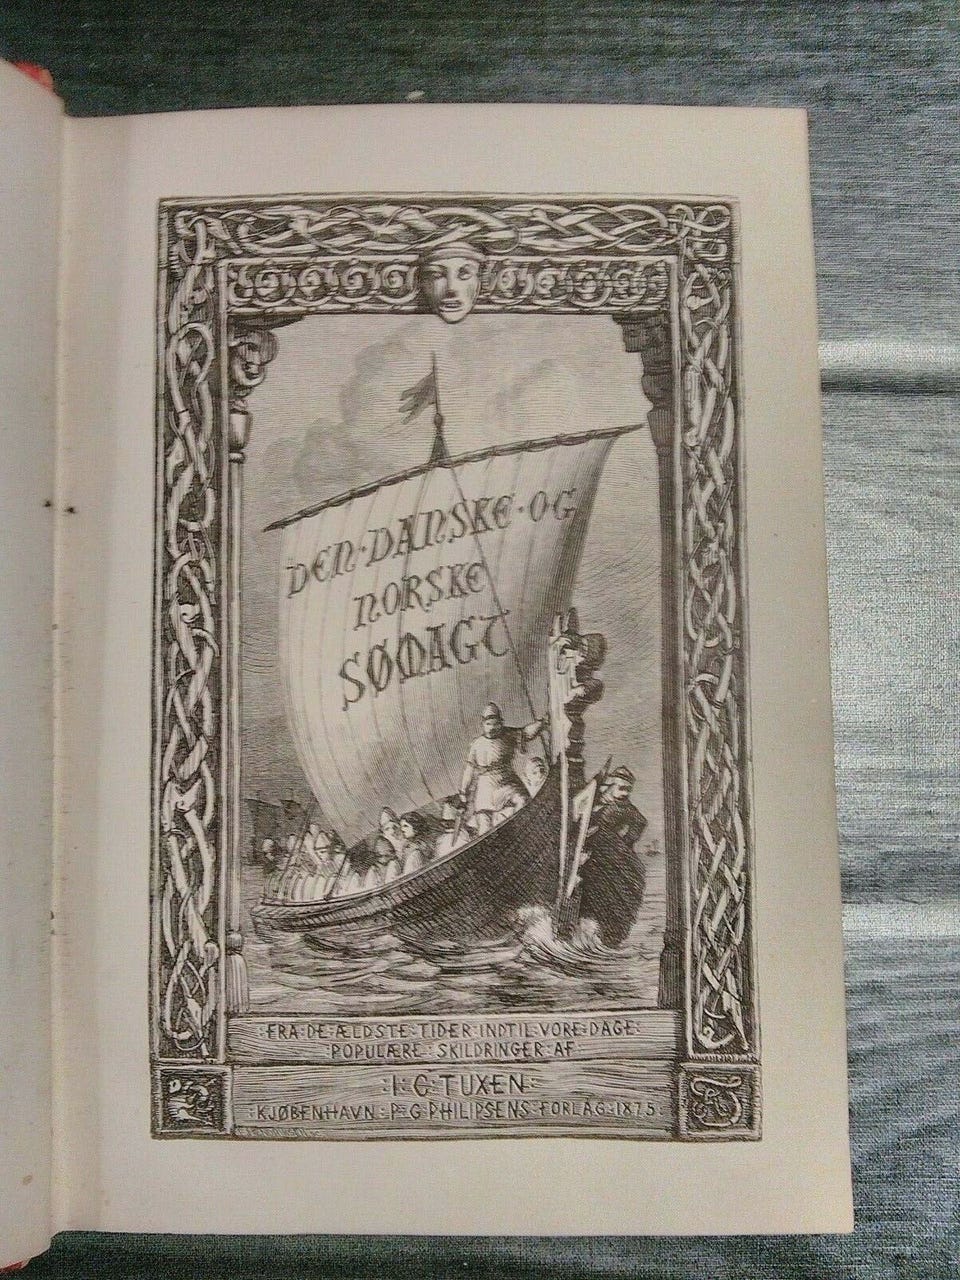 DEN·DANSKE·OG
NORSKE
SØMAGT
FRA·DE·ÆLDSTE·TIDER·INDTIL·VORE·DAGE·
POPULÆRE·SKILDRINGER·AF
·I·C·TUXEN·
KJØBENHAVN·P·G·PHILIPSENS·FORLAG·1875·